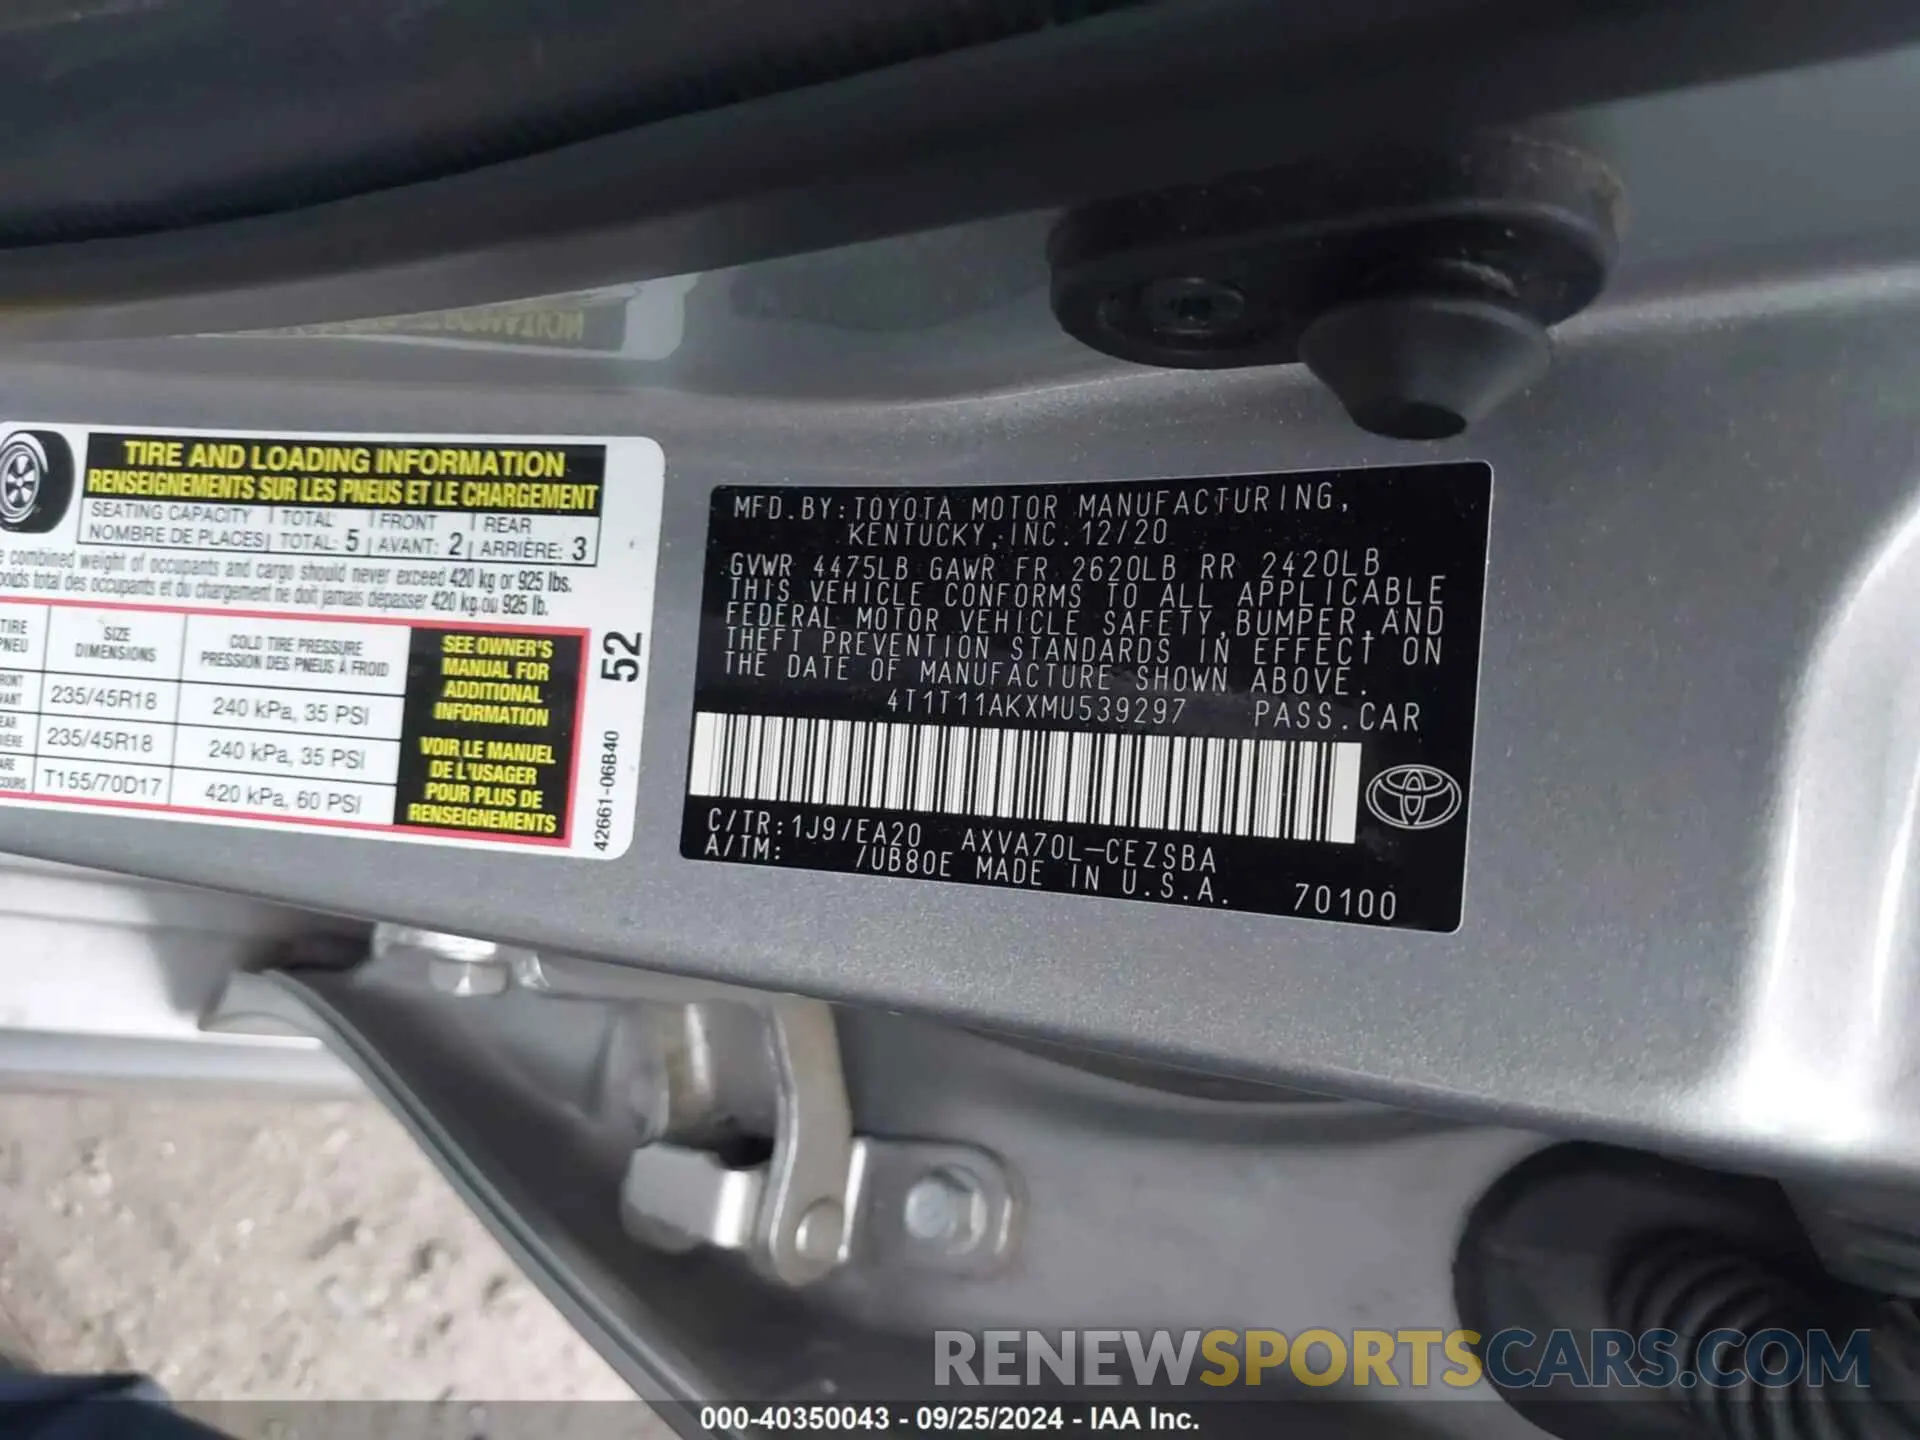 TIRE AND LOADING INFORMATION
RENSEIGNEMENTS SUR LES PNEUS ET LE CHARGEMENT
SEATING CAPACITY TOTAL FRONT REAR
NOMBRE DE PLACES TOTAL: 5 AVANT: 2 ARRIÈRE: 3
combined weight of occupants and cargo should never exceed 420 kg or 925 lbs.
poids total des occupants et du chargement ne doit jamais dépasser 420 kg ou 925 lb.
TIRE SIZE COLD TIRE PRESSURE
PNEU DIMENSIONS PRESSION DES PNEUS À FROID
235/45R18 240 kPa, 35 PSI
235/45R18 240 kPa, 35 PSI
T155/70D17 420 kPa, 60 PSI
SEE OWNER'S
MANUAL FOR
ADDITIONAL
INFORMATION
VOIR LE MANUEL
DE L'USAGER
POUR PLUS DE
RENSEIGNEMENTS
52
42661-06B40
MFD.BY:TOYOTA MOTOR MANUFACTURING,
KENTUCKY,INC.12/20
GVWR 4475LB GAWR FR 2620LB RR 2420LB
THIS VEHICLE CONFORMS TO ALL APPLICABLE
FEDERAL MOTOR VEHICLE SAFETY,BUMPER,AND
THEFT PREVENTION STANDARDS IN EFFECT ON
THE DATE OF MANUFACTURE SHOWN ABOVE.
4T1T11AKXMU539297 PASS.CAR
C/TR:1J9/EA20 AXVA70L-CEZSBA
A/TM: /UB80E MADE IN U.S.A. 70100
RENEWSPORTSCARS.COM
000-40350043 - 09/25/2024 - IAA Inc.